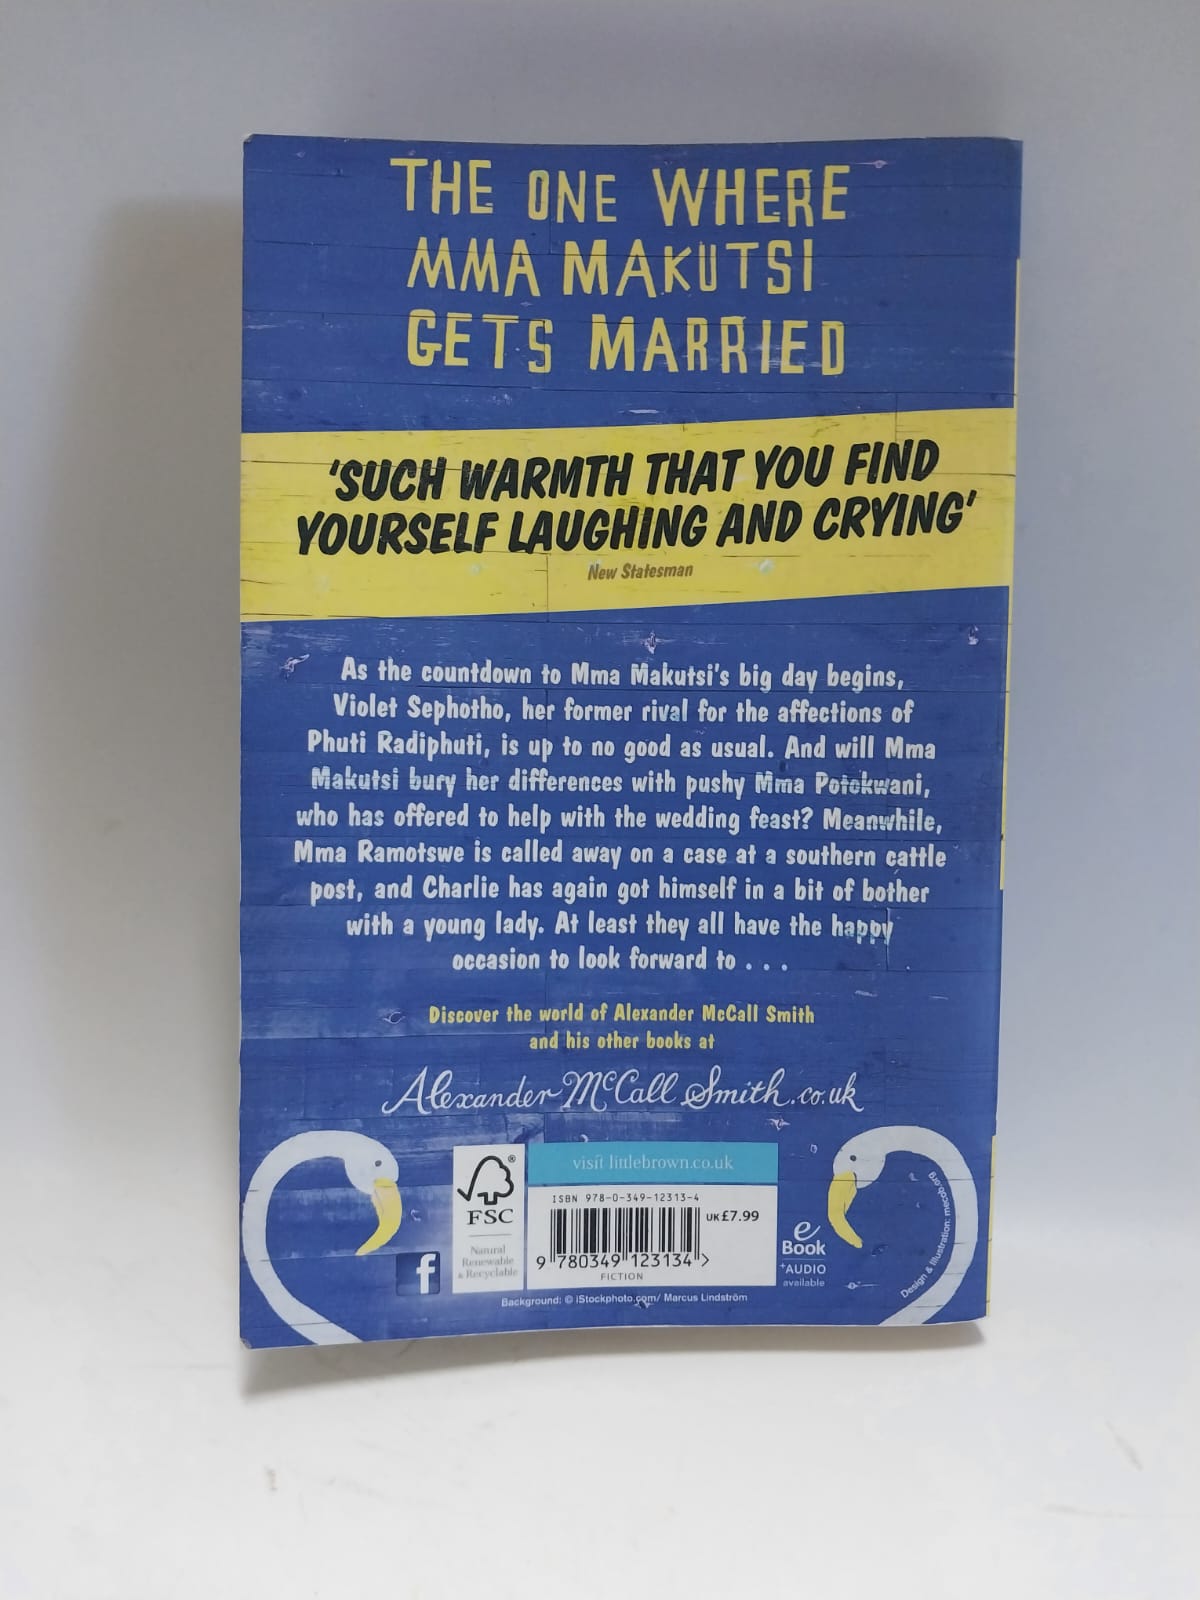 THE ONE WHERE
MMA MAKUTSI
GETS MARRIED
'SUCH WARMTH THAT YOU FIND
YOURSELF LAUGHING AND CRYING'
New Statesman
As the countdown to Mma Makutsi's big day begins,
Violet Sephotho, her former rival for the affections of
Phuti Radiphuti, is up to no good as usual. And will Mma
Makutsi bury her differences with pushy Mma Potokwani,
who has offered to help with the wedding feast? Meanwhile,
Mma Ramotswe is called away on a case at a southern cattle
post, and Charlie has again got himself in a bit of bother
with a young lady. At least they all have the happy
occasion to look forward to . . .
Discover the world of Alexander McCall Smith
and his other books at
Alexander McCall Smith.co.uk
f
®
FSC
Natural
Renewable
& Recyclable
visit littlebrown.co.uk
ISBN 978-0-349-12313-4
UK £7.99
9 780349 123134 >
FICTION
e
Book
+AUDIO
available
Design & Illustration: mecob.org
Background: © iStockphoto.com/ Marcus Lindström